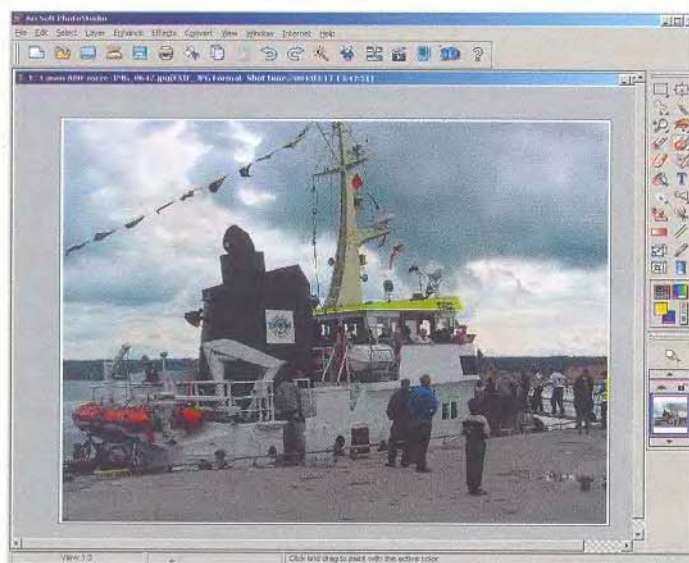 ArcSoft PhotoStudio
File Edit Select Layer Enhance Effects Convert View Window Internet Help
T
3D
?
View 1:3
Click and drag to paint with the active color